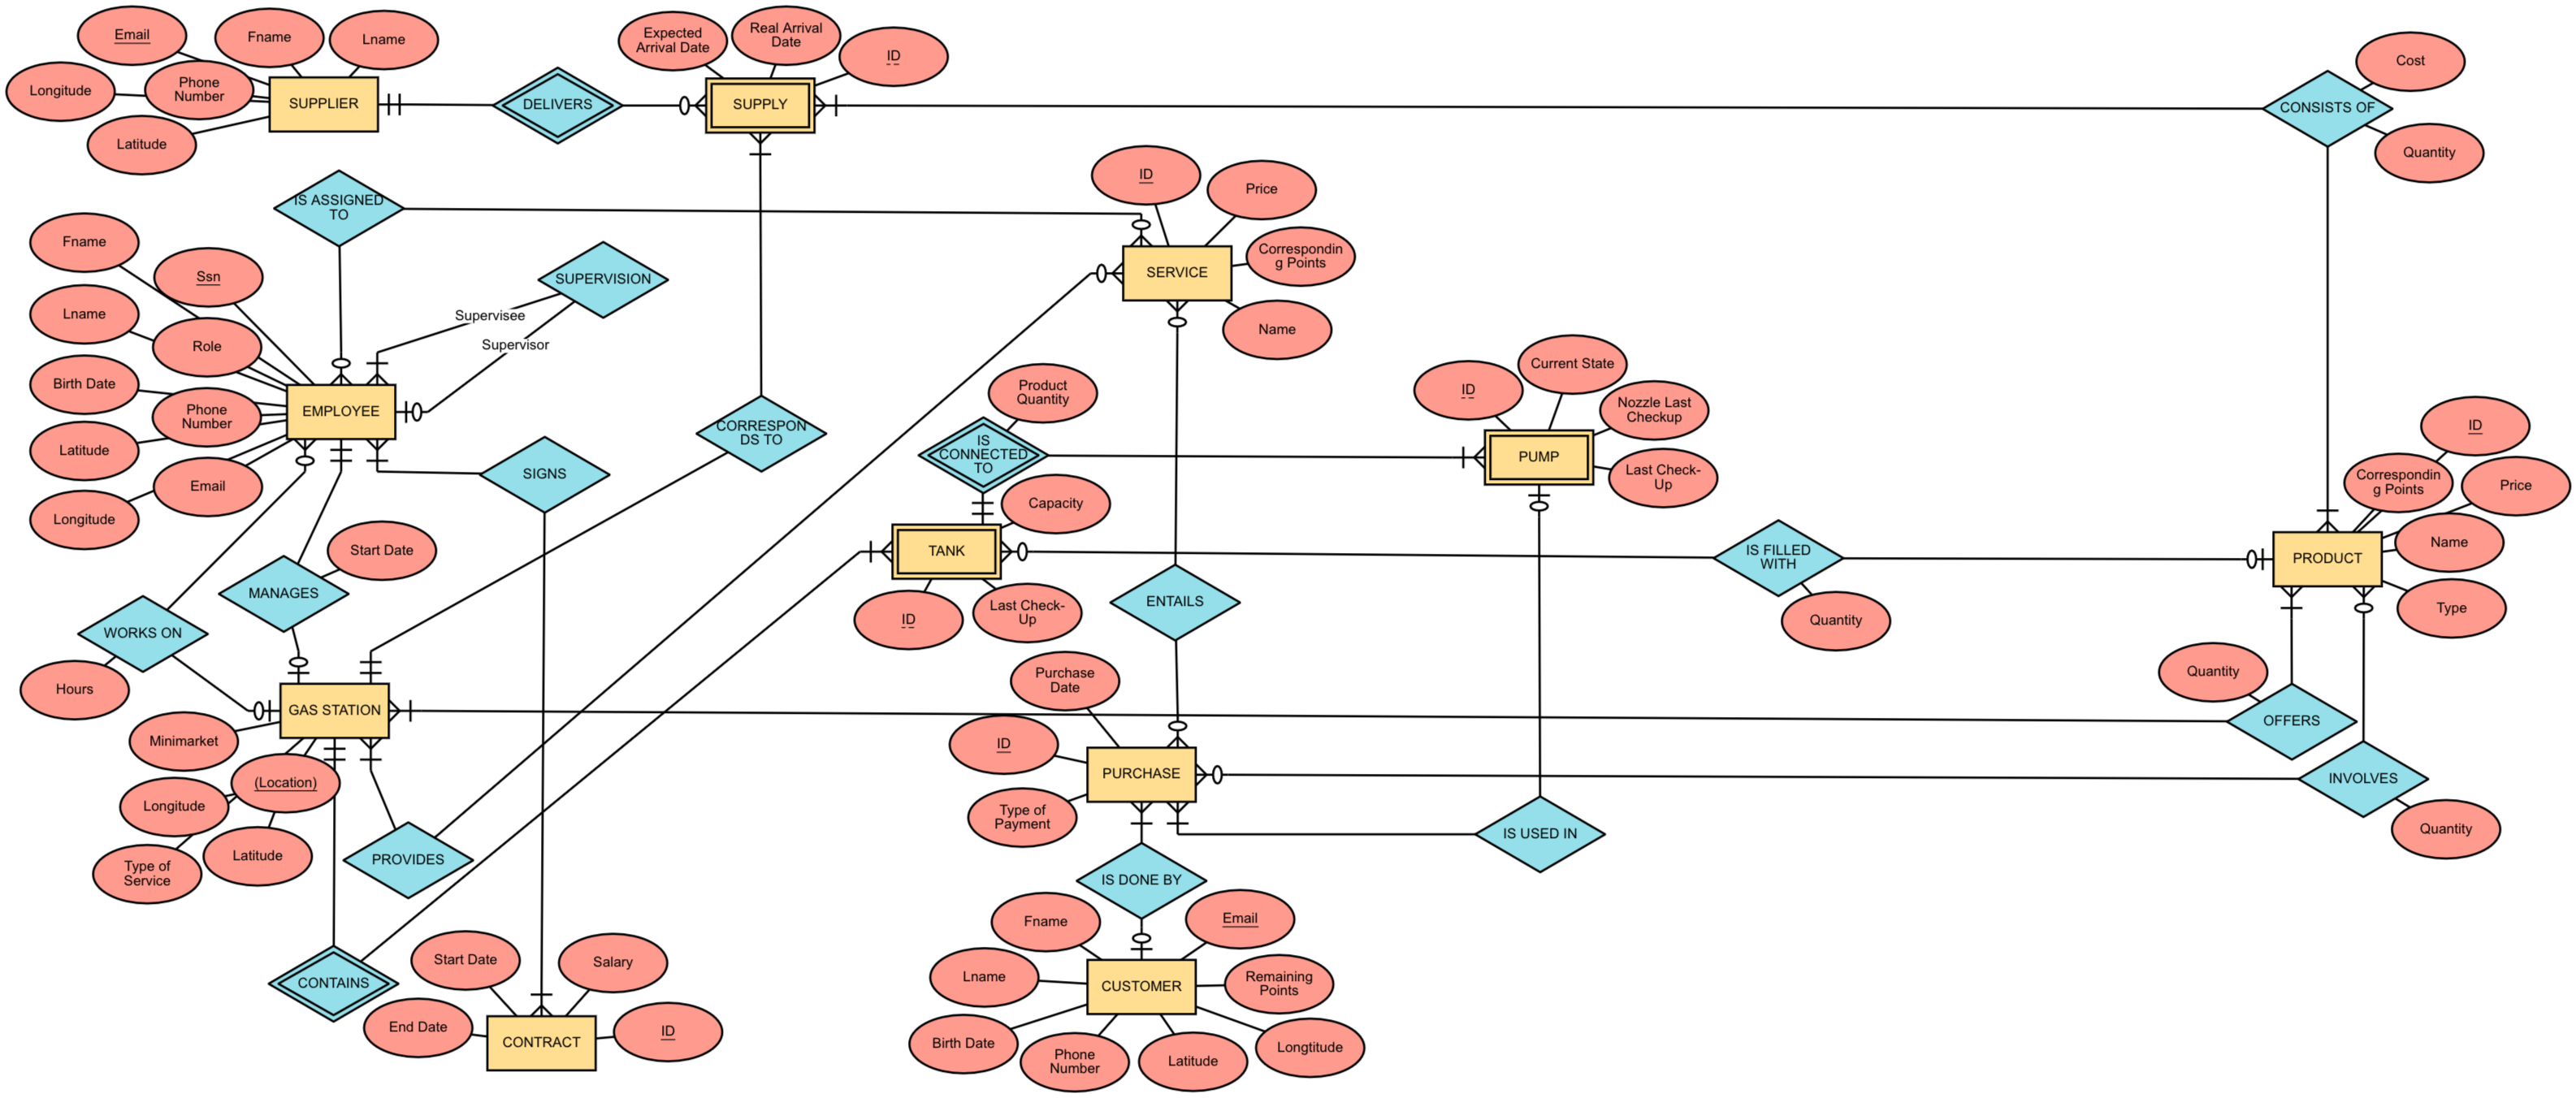 Email
Fname
Lname
Longitude
Phone
Number
SUPPLIER
Latitude
DELIVERS
Expected
Arrival Date
Real Arrival
Date
ID
SUPPLY
Cost
CONSISTS OF
Quantity
IS ASSIGNED
TO
ID
Price
Correspondin
g Points
SERVICE
Name
Fname
Ssn
Lname
Role
Birth Date
Phone
Number
EMPLOYEE
Latitude
Email
Longitude
SUPERVISION
Supervisee
Supervisor
SIGNS
CORRESPON
DS TO
Product
Quantity
IS
CONNECTED
TO
Capacity
TANK
ID
Last Check-
Up
ID
Current State
Nozzle Last
Checkup
PUMP
Last Check-
Up
IS FILLED
WITH
Quantity
ID
Correspondin
g Points
Price
Name
PRODUCT
Type
Start Date
MANAGES
WORKS ON
Hours
GAS STATION
Minimarket
(Location)
Longitude
Latitude
Type of
Service
PROVIDES
CONTAINS
ENTAILS
Purchase
Date
ID
PURCHASE
Type of
Payment
Quantity
OFFERS
INVOLVES
Quantity
IS USED IN
IS DONE BY
Start Date
Salary
End Date
CONTRACT
ID
Fname
Email
Lname
Remaining
Points
CUSTOMER
Birth Date
Phone
Number
Latitude
Longtitude